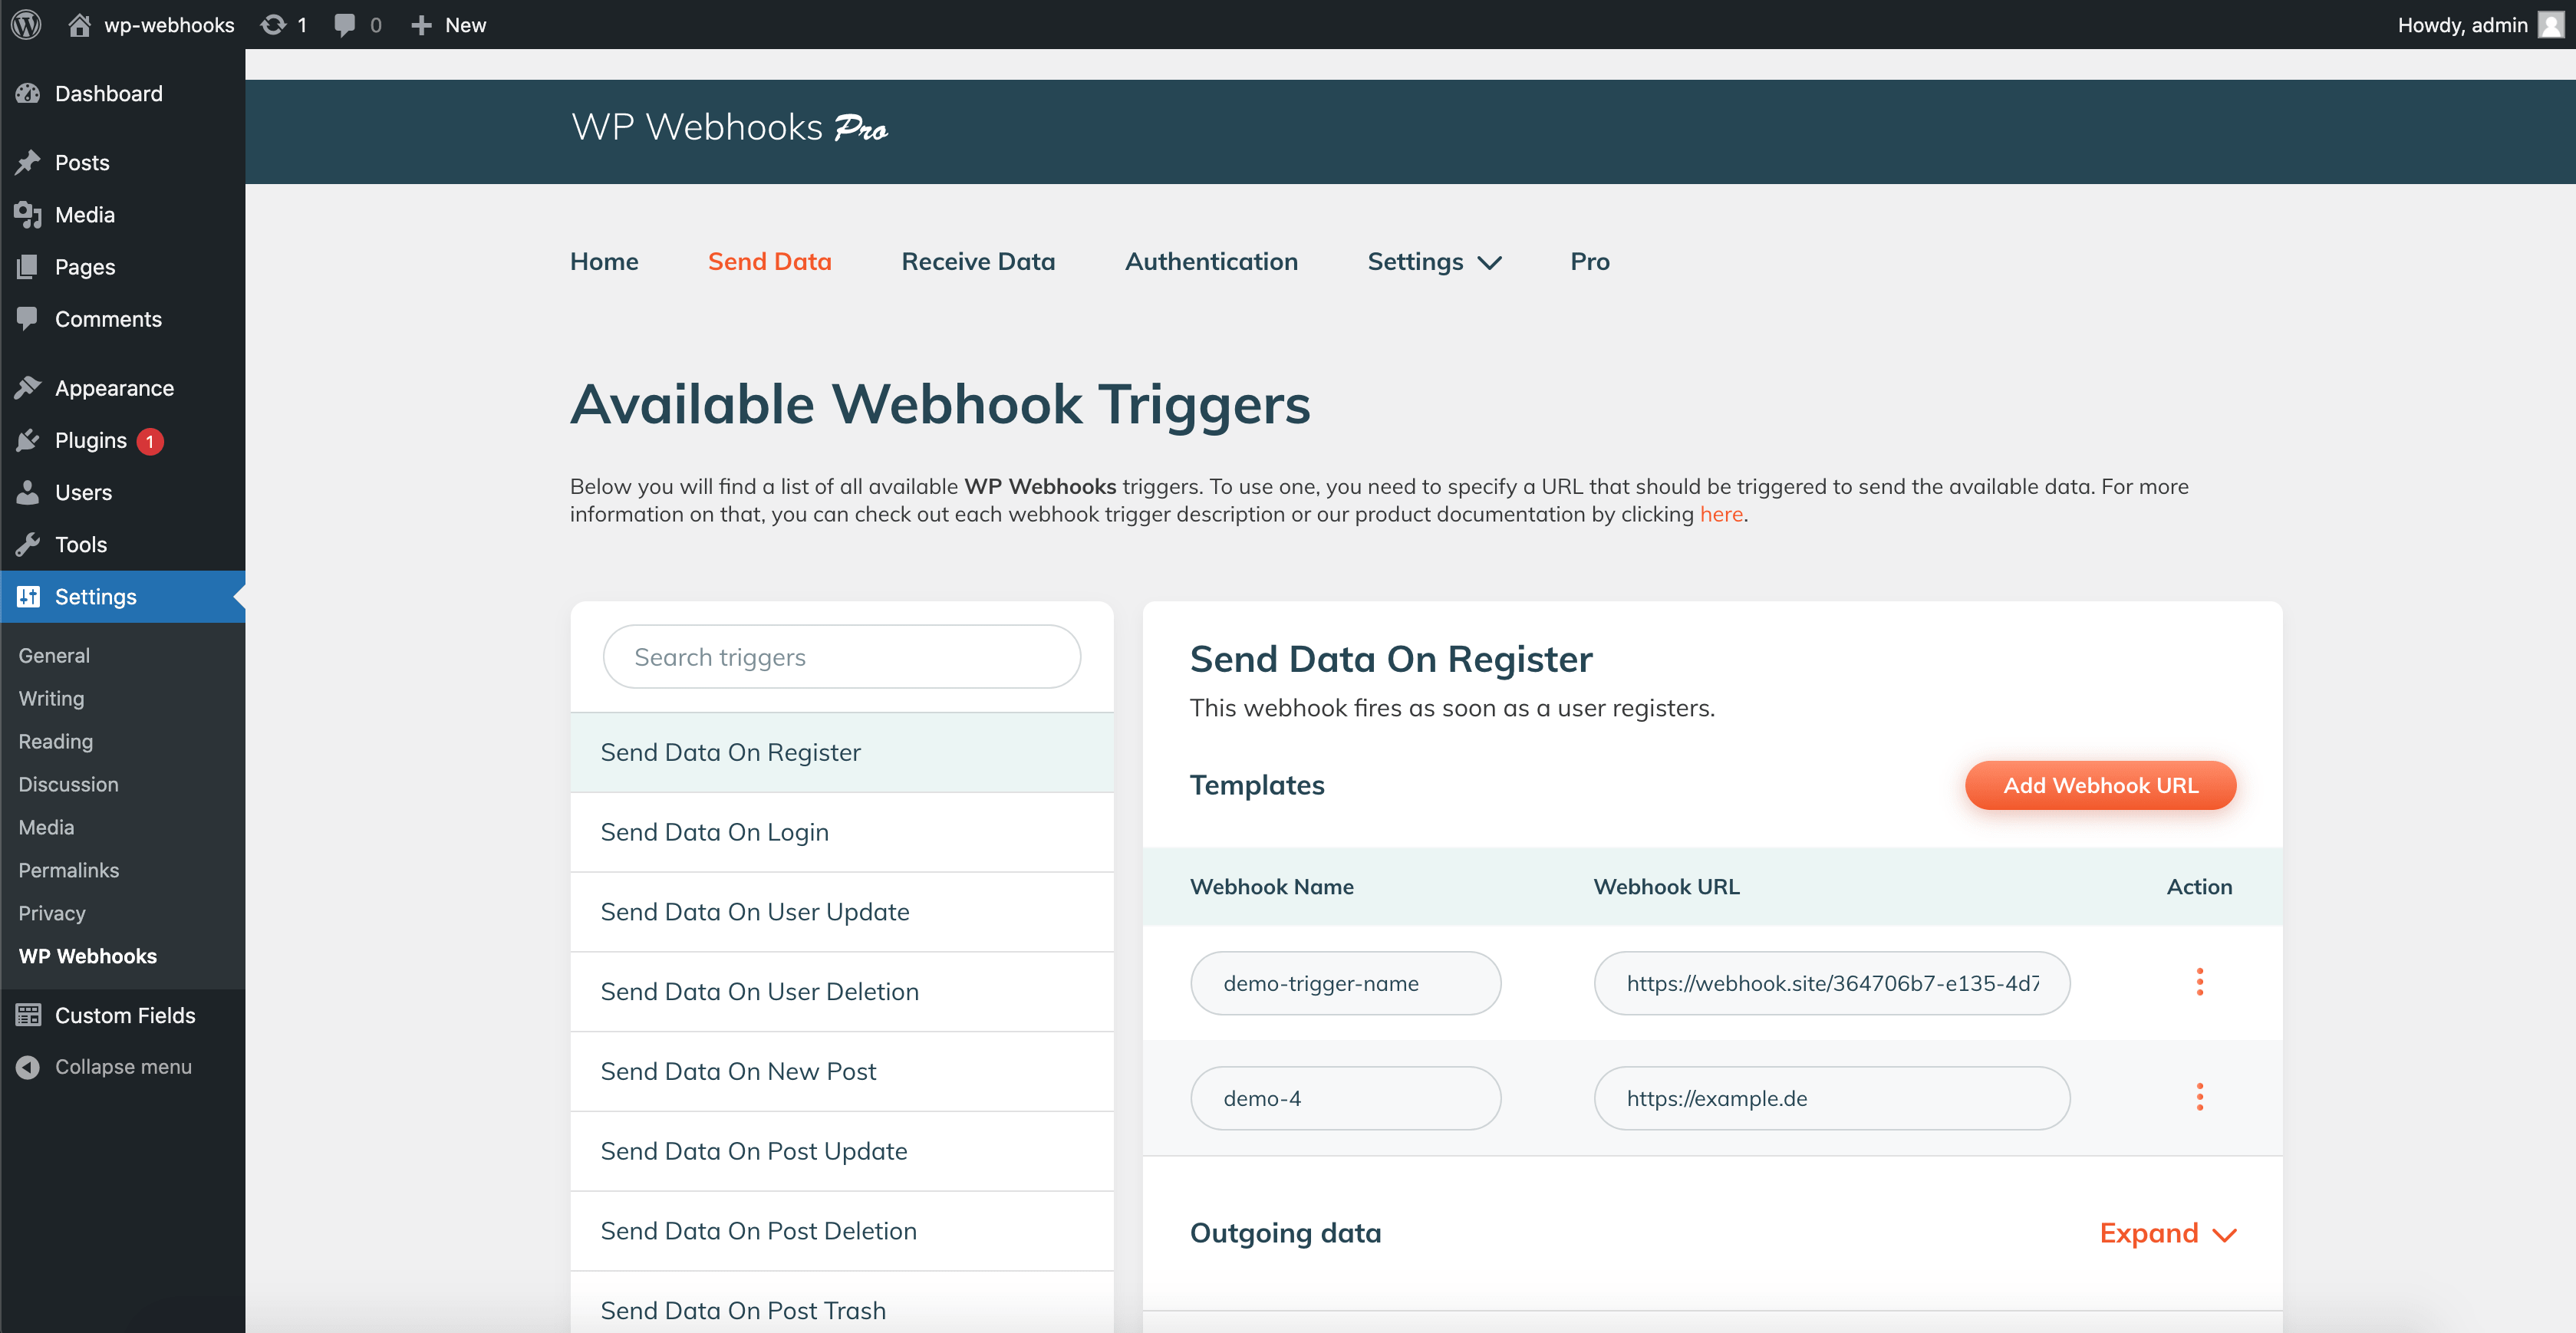 wp-webhooks 1 0 New Howdy, admin
Dashboard
Posts
Media
Pages
Comments
Appearance
Plugins 1
Users
Tools
Settings
General
Writing
Reading
Discussion
Media
Permalinks
Privacy
WP Webhooks
Custom Fields
Collapse menu
WP Webhooks Pro
Home Send Data Receive Data Authentication Settings Pro
Available Webhook Triggers
Below you will find a list of all available WP Webhooks triggers. To use one, you need to specify a URL that should be triggered to send the available data. For more
information on that, you can check out each webhook trigger description or our product documentation by clicking here.
Search triggers
Send Data On Register
Send Data On Login
Send Data On User Update
Send Data On User Deletion
Send Data On New Post
Send Data On Post Update
Send Data On Post Deletion
Send Data On Post Trash
Send Data On Register
This webhook fires as soon as a user registers.
Templates Add Webhook URL
Webhook Name Webhook URL Action
demo-trigger-name https://webhook.site/364706b7-e135-4d7
demo-4 https://example.de
Outgoing data Expand